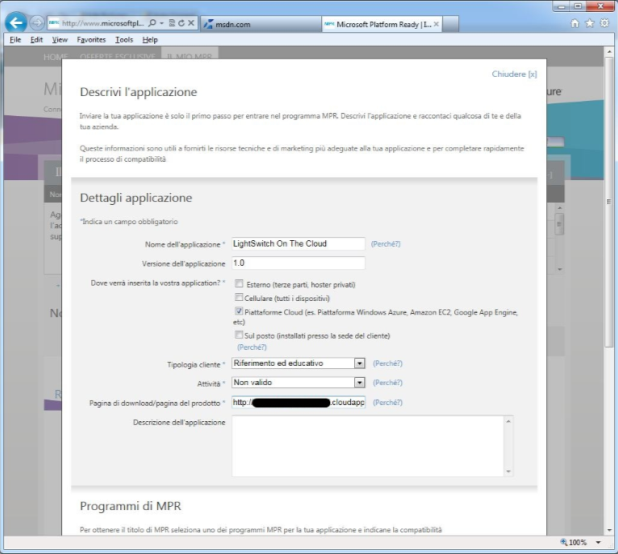 http://www.microsoftpl...
msdn.com
Microsoft Platform Ready | I...
File Edit View Favorites Tools Help
HOME OFFERTE ESCLUSIVE IL MIO MPR
Chiudere [x]
Descrivi l'applicazione
Inviare la tua applicazione è solo il primo passo per entrare nel programma MPR. Descrivi l'applicazione e raccontaci qualcosa di te e della
tua azienda.
Queste informazioni sono utili a fornirti le risorse tecniche e di marketing più adeguate alla tua applicazione e per completare rapidamente
il processo di compatibilità
Dettagli applicazione
*Indica un campo obbligatorio
Nome dell'applicazione * LightSwitch On The Cloud (Perché?)
Versione dell'applicazione 1.0
Dove verrà inserita la vostra application? * Esterno (terze parti, hoster privati)
Cellulare (tutti i dispositivi)
Piattaforme Cloud (es. Piattaforma Windows Azure, Amazon EC2, Google App Engine,
etc)
Sul posto (installati presso la sede del cliente)
(Perché?)
Tipologia cliente * Riferimento ed educativo (Perché?)
Attività * Non valido (Perché?)
Pagina di download/pagina del prodotto * http:/ .cloudapp (Perché?)
Descrizione dell'applicazione
Programmi di MPR
Per ottenere il titolo di MPR seleziona uno dei programmi MPR per la tua applicazione e indicane la compatibilità
100%